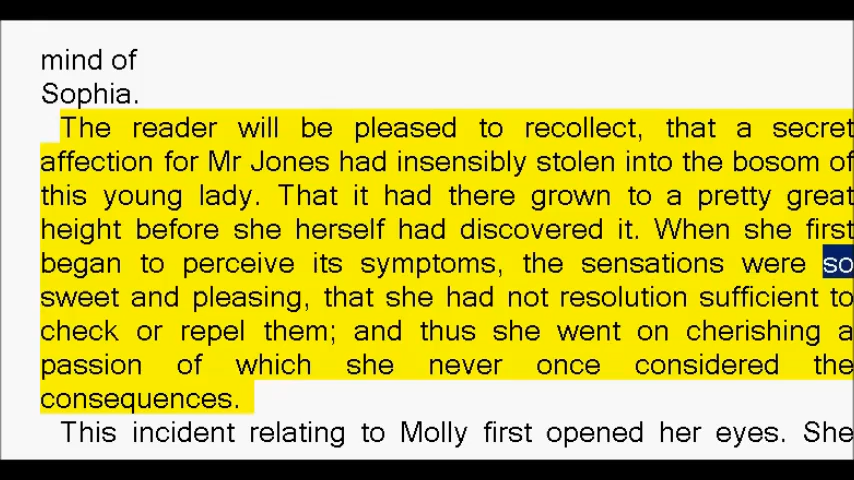 mind of
Sophia.
The reader will be pleased to recollect, that a secret
affection for Mr Jones had insensibly stolen into the bosom of
this young lady. That it had there grown to a pretty great
height before she herself had discovered it. When she first
began to perceive its symptoms, the sensations were so
sweet and pleasing, that she had not resolution sufficient to
check or repel them; and thus she went on cherishing a
passion of which she never once considered the
consequences.
This incident relating to Molly first opened her eyes. She